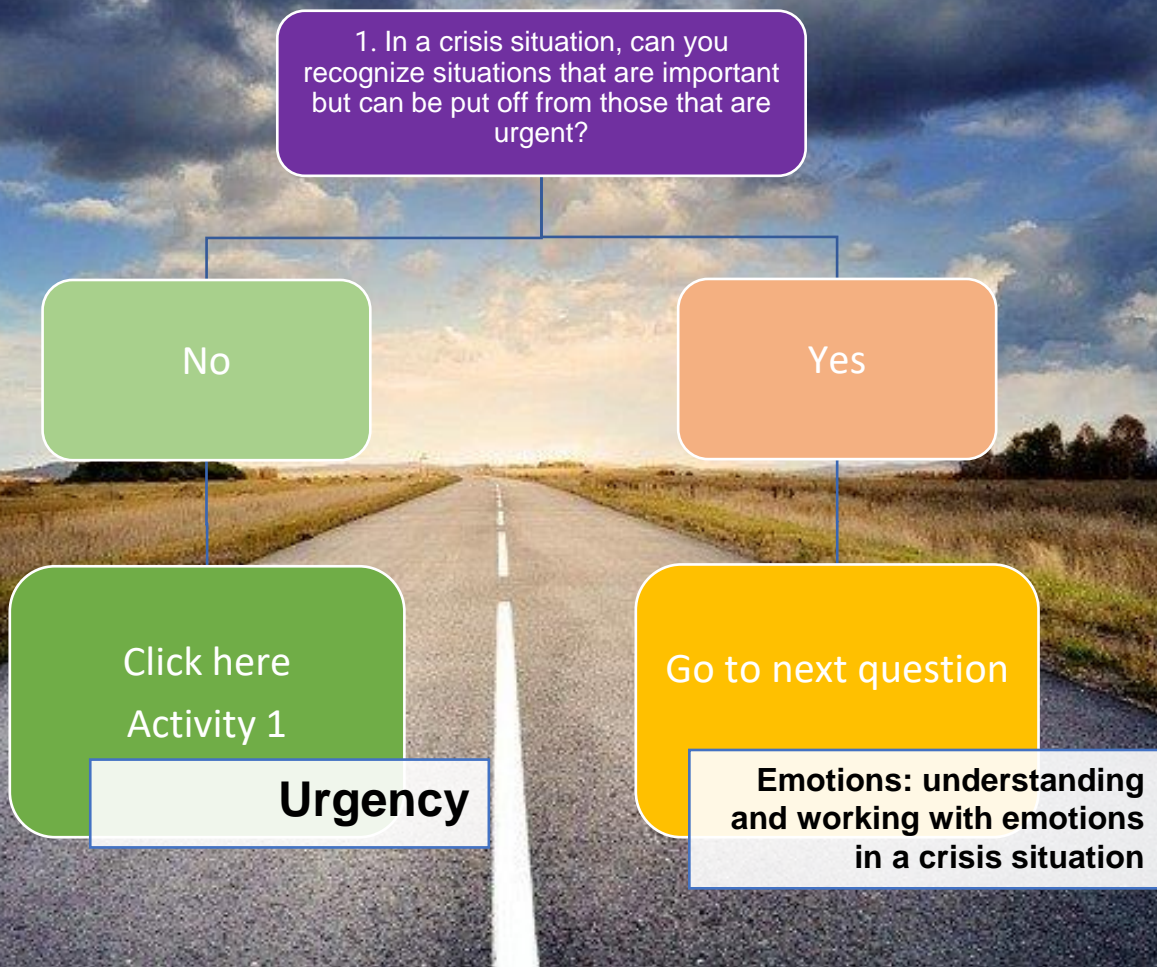 1. In a crisis situation, can you
recognize situations that are important
but can be put off from those that are
urgent?
No
Yes
Click here
Activity 1
Urgency
Go to next question
Emotions: understanding
and working with emotions
in a crisis situation